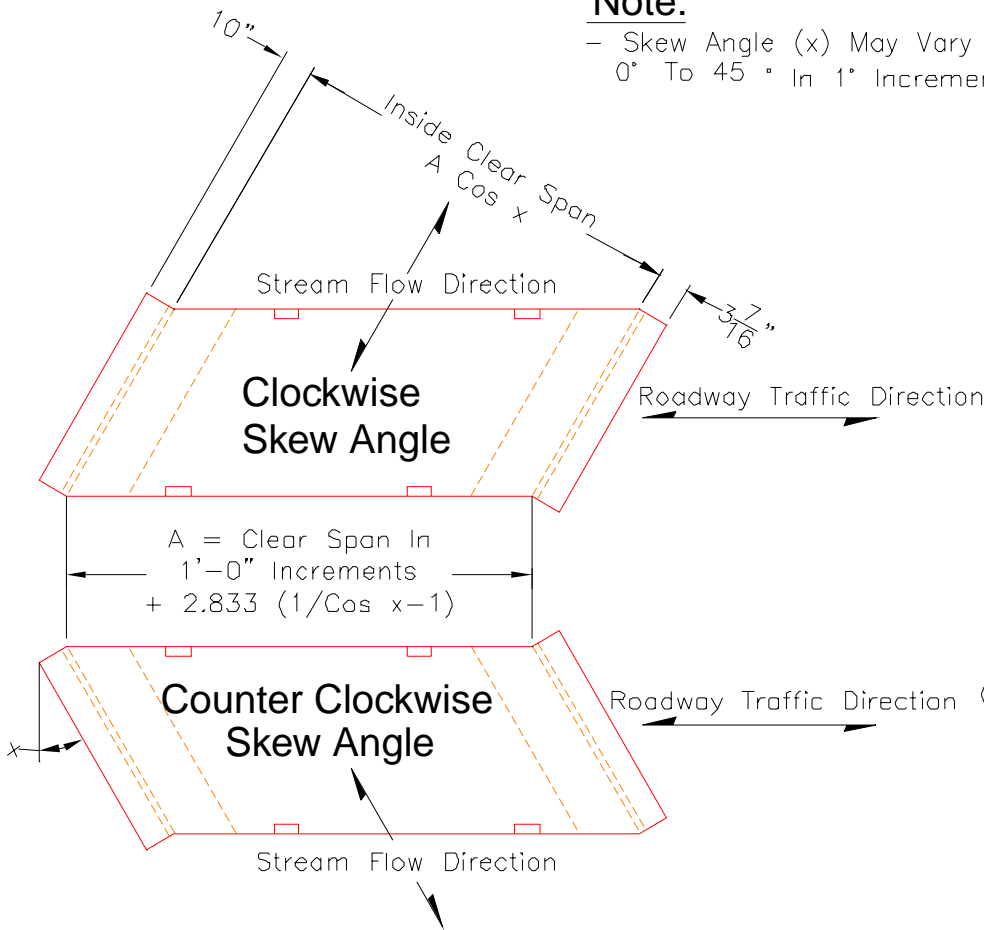 10"
Note:
- Skew Angle (x) May Vary
0° To 45 ° In 1°
Inside Clear Span
A Cos x
Stream Flow Direction
3 7/16"
Clockwise
Skew Angle
Roadway Traffic Direction
A = Clear Span In
1'-0" Increments
+ 2.833 (1/Cos x-1)
Counter Clockwise
Skew Angle
Roadway Traffic Direction (
x
Stream Flow Direction